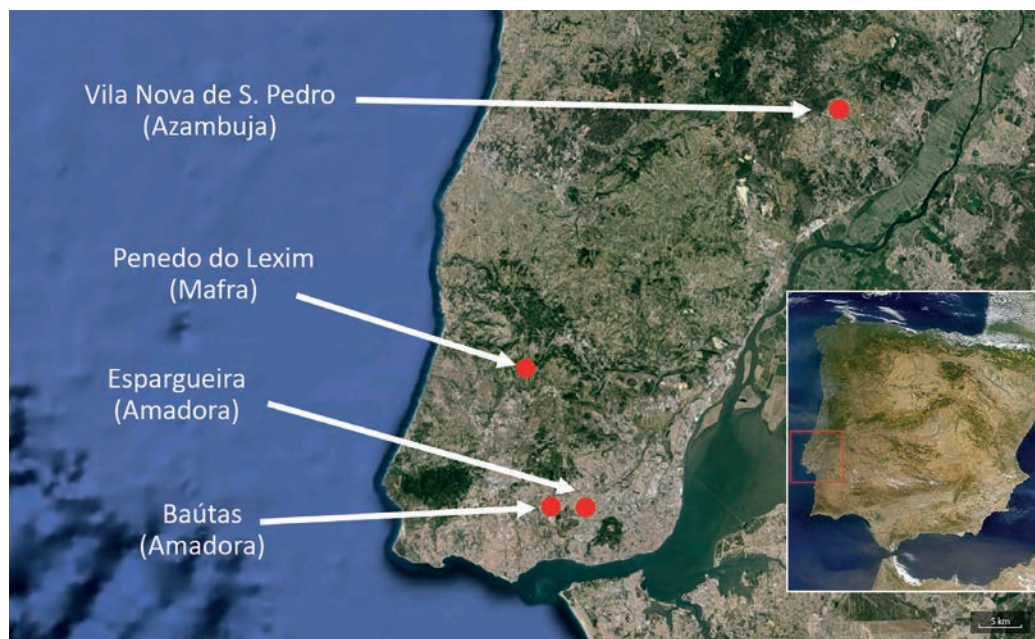 Vila Nova de S. Pedro
(Azambuja)
Penedo do Lexim
(Mafra)
Espargueira
(Amadora)
Baútas
(Amadora)
5 km